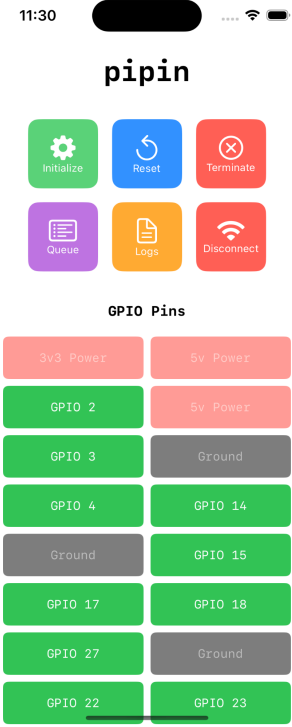 11:30
pipin
Initialize Reset Terminate
Queue Logs Disconnect
GPIO Pins
3v3 Power 5v Power
GPIO 2 5v Power
GPIO 3 Ground
GPIO 4 GPIO 14
Ground GPIO 15
GPIO 17 GPIO 18
GPIO 27 Ground
GPIO 22 GPIO 23